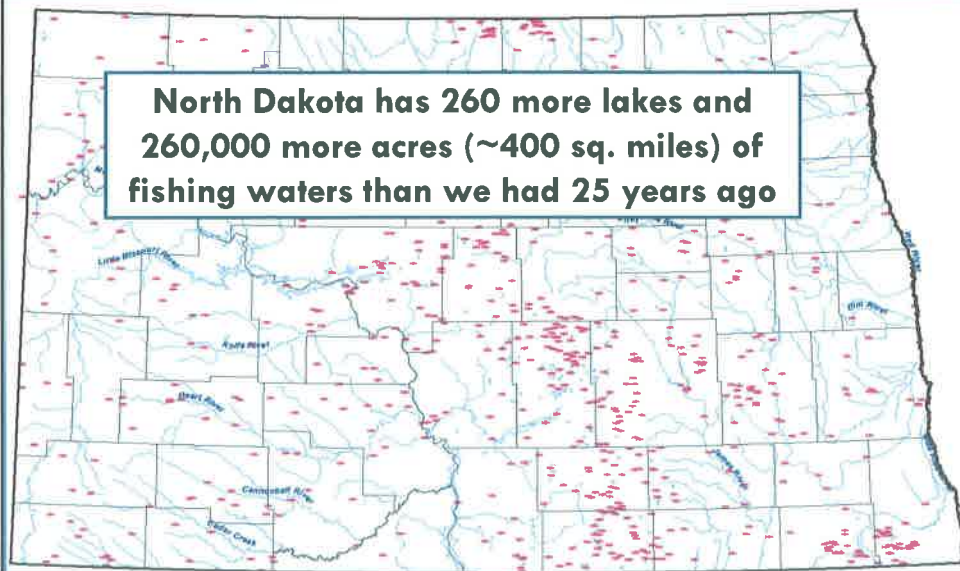 North Dakota has 260 more lakes and
260,000 more acres (~400 sq. miles) of
fishing waters than we had 25 years ago
Little Missouri River
Red River
Knife River
Heart River
Cannonball River
James River
Cedar Creek